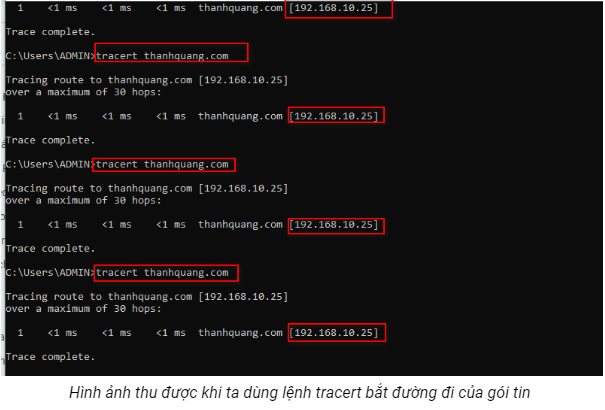 1 <1 ms <1 ms <1 ms thanhquang.com [192.168.10.25]
Trace complete.
C:\Users\ADMIN>tracert thanhquang.com
Tracing route to thanhquang.com [192.168.10.25]
over a maximum of 30 hops:
1 <1 ms <1 ms <1 ms thanhquang.com [192.168.10.25]
Trace complete.
C:\Users\ADMIN>tracert thanhquang.com
Tracing route to thanhquang.com [192.168.10.25]
over a maximum of 30 hops:
1 <1 ms <1 ms <1 ms thanhquang.com [192.168.10.25]
Trace complete.
C:\Users\ADMIN>tracert thanhquang.com
Tracing route to thanhquang.com [192.168.10.25]
over a maximum of 30 hops:
1 <1 ms <1 ms <1 ms thanhquang.com [192.168.10.25]
Trace complete.
Hình ảnh thu được khi ta dùng lệnh tracert bắt đường đi của gói tin